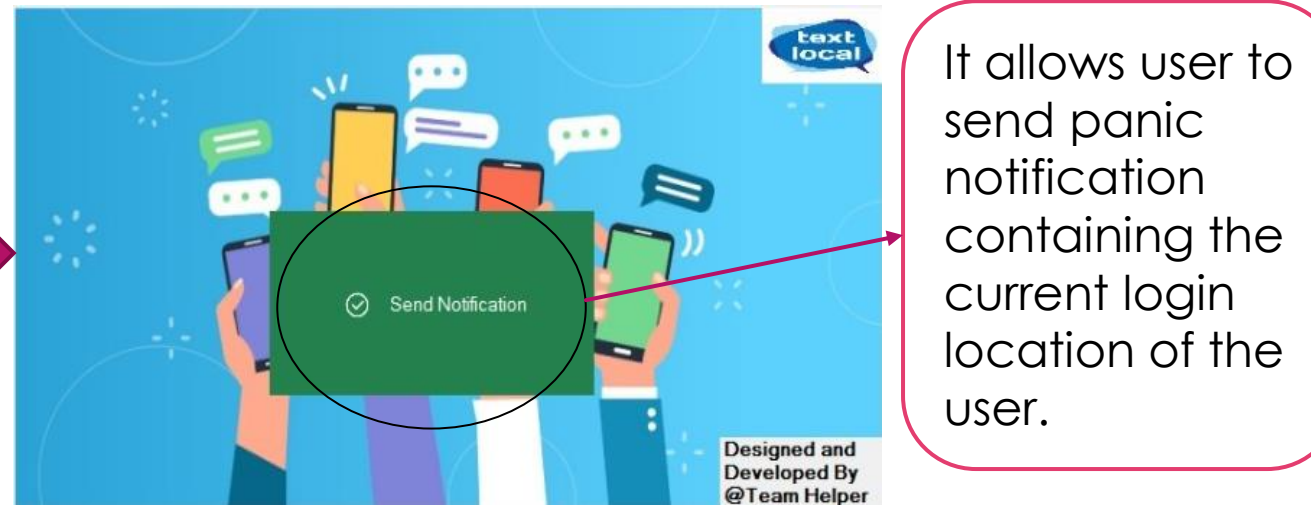 text
local
Send Notification
Designed and
Developed By
@Team Helper
It allows user to
send panic
notification
containing the
current login
location of the
user.